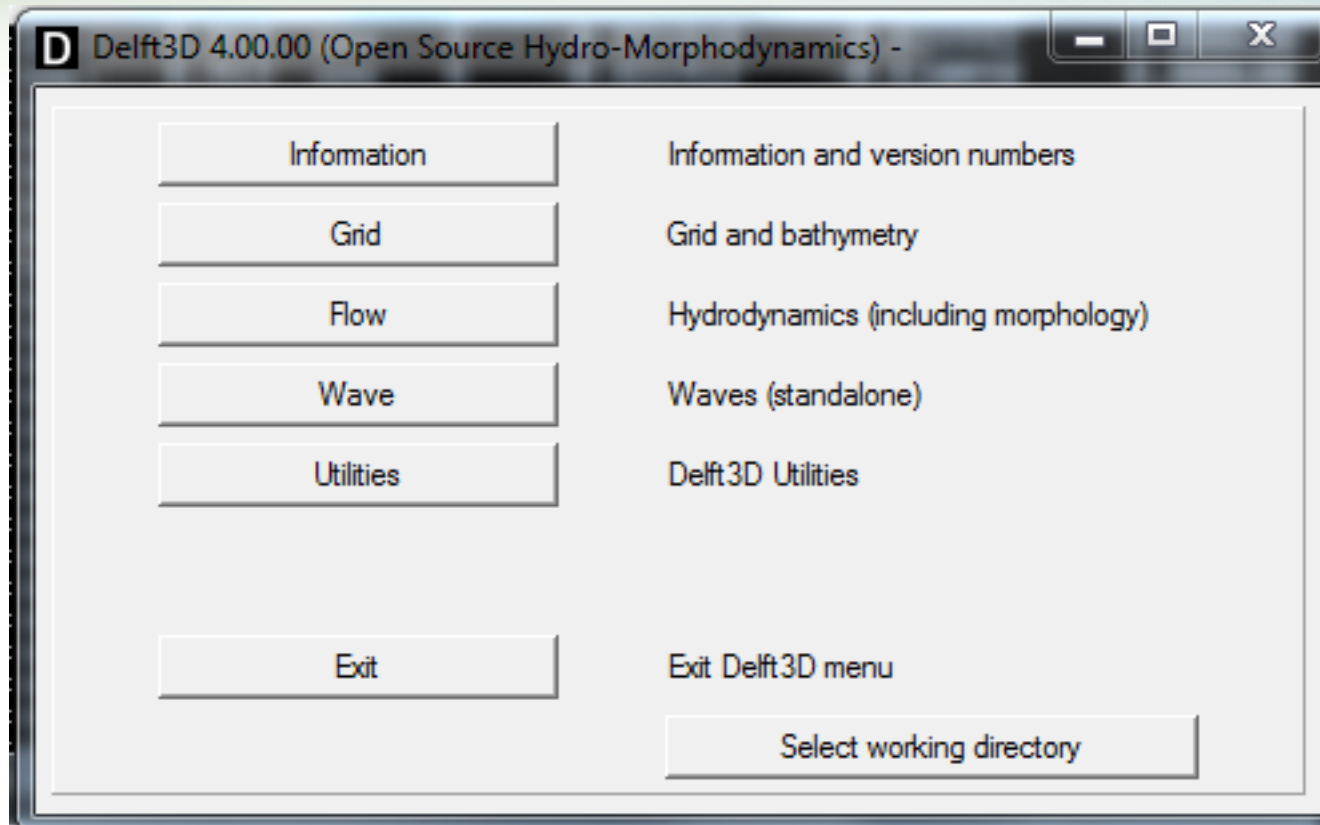 D Delft3D 4.00.00 (Open Source Hydro-Morphodynamics) -
Information Information and version numbers
Grid Grid and bathymetry
Flow Hydrodynamics (including morphology)
Wave Waves (standalone)
Utilities Delft3D Utilities
Exit Exit Delft3D menu
Select working directory